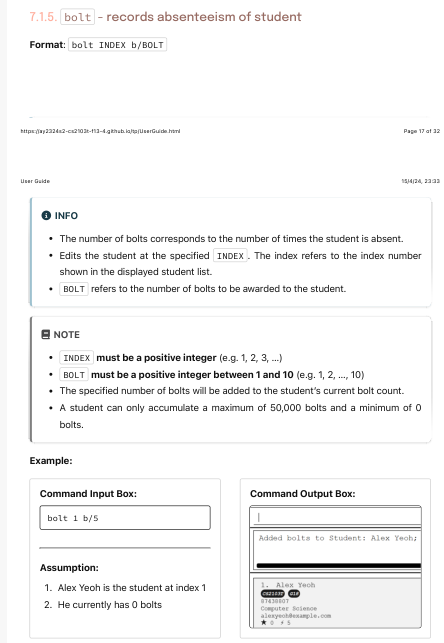 7.1.5. bolt - records absenteeism of student
Format: bolt INDEX b/BOLT
https://ay2324s2-cs2103t-f13-4.github.io/tp/UserGuide.html Page 17 of 32
User Guide 15/4/24, 23:33
INFO
The number of bolts corresponds to the number of times the student is absent.
Edits the student at the specified INDEX. The index refers to the index number
shown in the displayed student list.
BOLT refers to the number of bolts to be awarded to the student.
NOTE
INDEX must be a positive integer (e.g. 1, 2, 3, …)
BOLT must be a positive integer between 1 and 10 (e.g. 1, 2, …, 10)
The specified number of bolts will be added to the student's current bolt count.
A student can only accumulate a maximum of 50,000 bolts and a minimum of 0
bolts.
Example:
Command Input Box:
bolt 1 b/5
Assumption:
1. Alex Yeoh is the student at index 1
2. He currently has 0 bolts
Command Output Box:
Added bolts to Student: Alex Yeoh;
1. Alex Yeoh
CS2103T
87438807
Computer Science
alexyeoh@example.com
★ 0 ⚡ 5